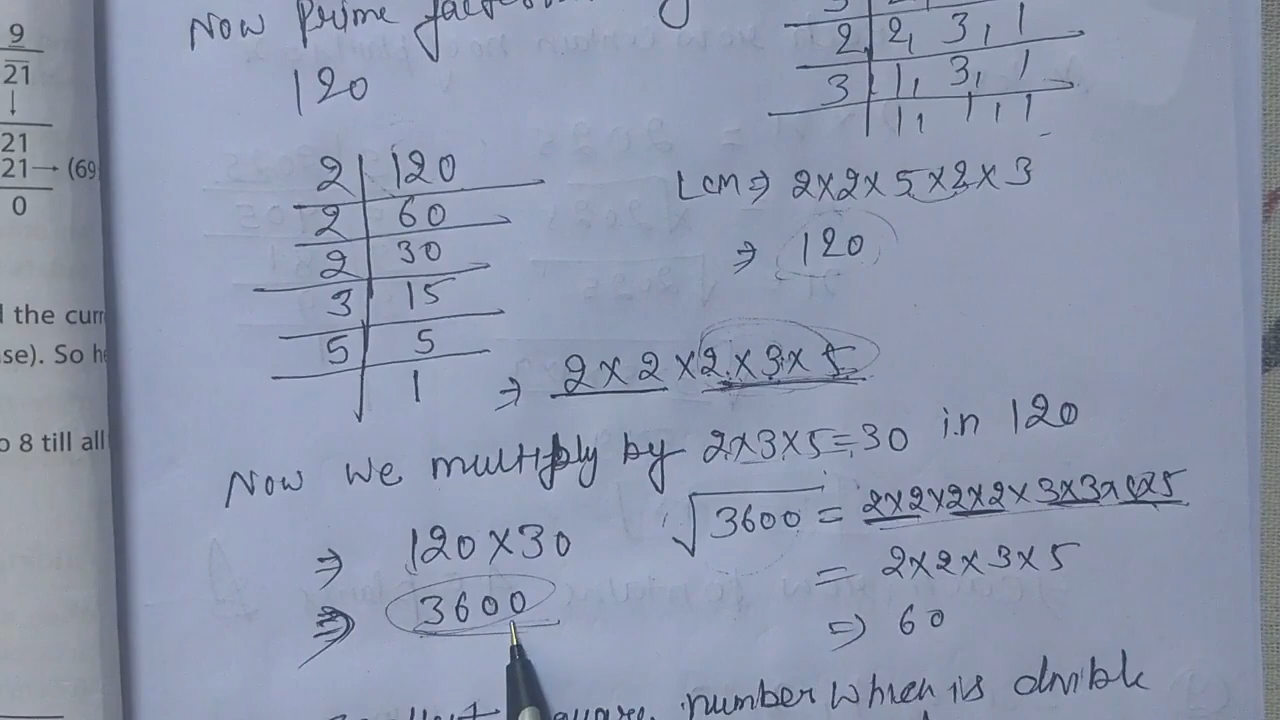 9
21
↓
21
21→ (69
0
l the curr
se). So h
o 8 till all
Now Prime
120
2 | 120
2 | 60
2 | 30
3 | 15
5 | 5
1
2 | 2, 3, 1
3 | 1, 3, 1
1, 1, 1
LCM ⇒ 2×2×5×2×3
⇒ 120
⇒ 2×2×2×3×5
Now We multiply by 2×3×5=30 in 120
⇒ 120×30
⇒ 3600
√3600 = 2×2×2×2×3×3×5×5
= 2×2×3×5
⇒ 60
number which is divible